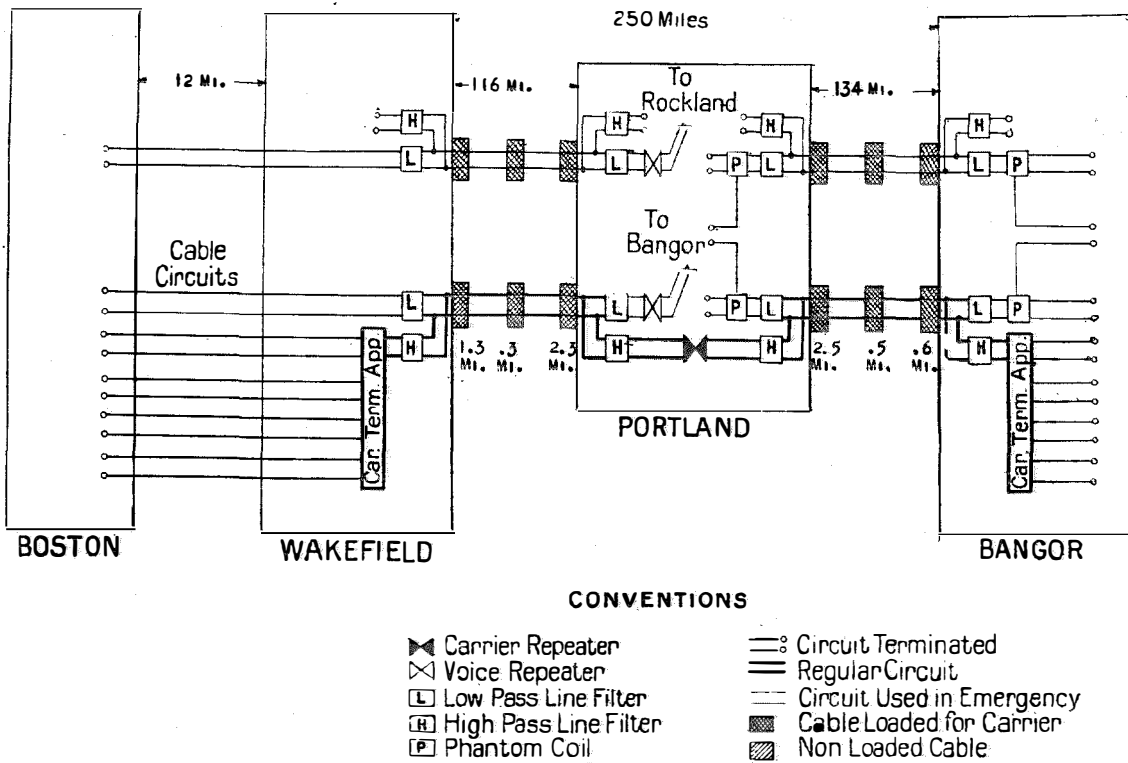 250 Miles
12 MI.
116 MI.
134 MI.
To
Rockland
H
H
H
H
L
L
P
L
L
P
To
Bangor
Cable
Circuits
L
L
P
L
L
P
H
H
H
H
Car. Term. App.
Car. Term. App.
1.3 MI.
.3 MI.
2.3 MI.
2.5 MI.
.5 MI.
.6 MI.
PORTLAND
BOSTON
WAKEFIELD
BANGOR
CONVENTIONS
Carrier Repeater
Voice Repeater
L Low Pass Line Filter
H High Pass Line Filter
P Phantom Coil
Circuit Terminated
Regular Circuit
Circuit Used in Emergency
Cable Loaded for Carrier
Non Loaded Cable